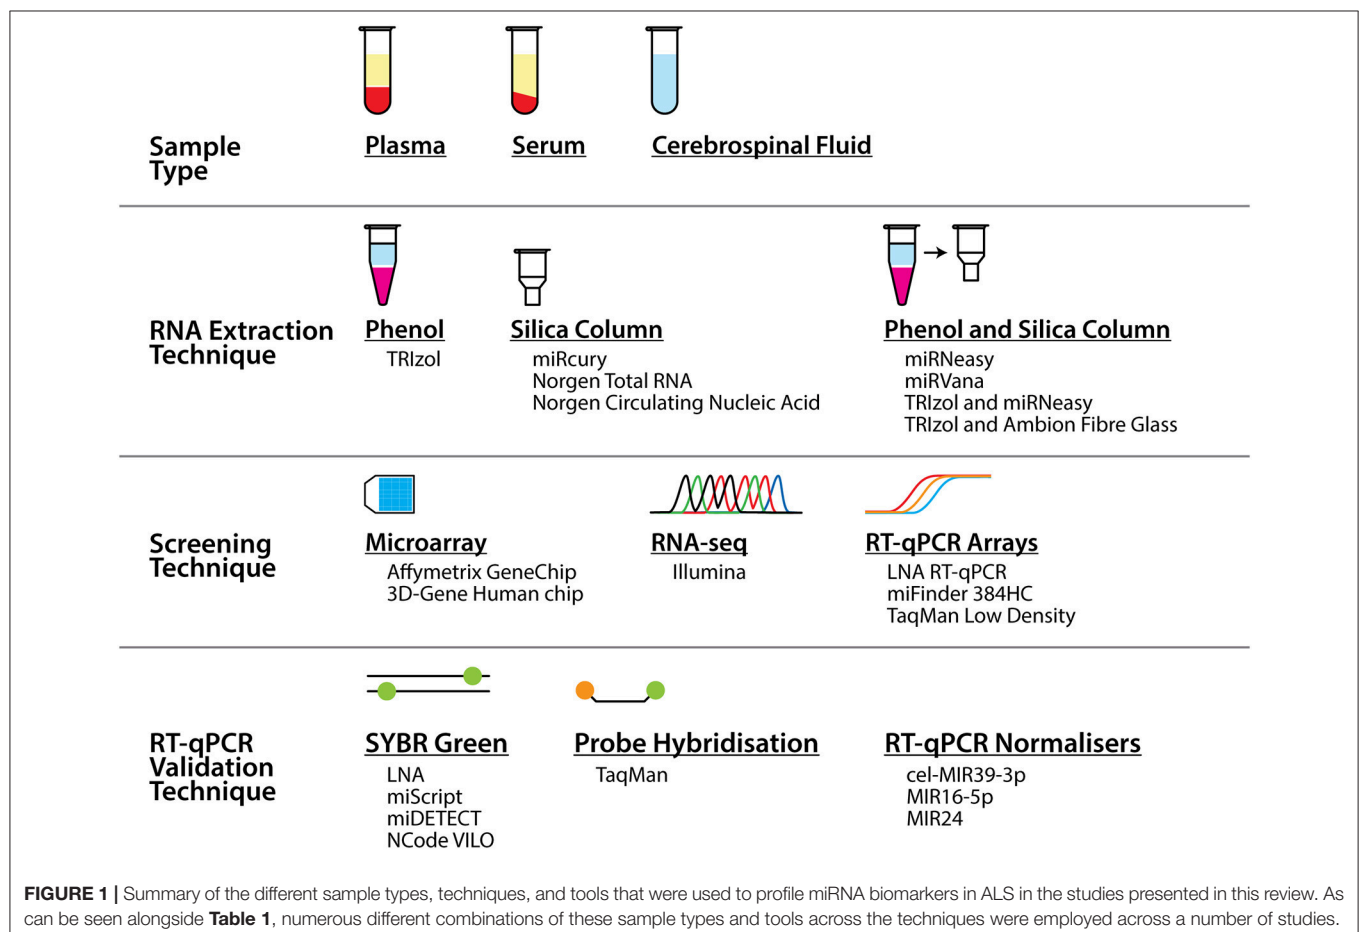 Sample
Type
Plasma
Serum
Cerebrospinal Fluid
RNA Extraction
Technique
Phenol
TRIzol
Silica Column
miRcury
Norgen Total RNA
Norgen Circulating Nucleic Acid
Phenol and Silica Column
miRNeasy
miRVana
TRIzol and miRNeasy
TRIzol and Ambion Fibre Glass
Screening
Technique
Microarray
Affymetrix GeneChip
3D-Gene Human chip
RNA-seq
Illumina
RT-qPCR Arrays
LNA RT-qPCR
miFinder 384HC
TaqMan Low Density
RT-qPCR
Validation
Technique
SYBR Green
LNA
miScript
miDETECT
NCode VILO
Probe Hybridisation
TaqMan
RT-qPCR Normalisers
cel-MIR39-3p
MIR16-5p
MIR24
FIGURE 1 | Summary of the different sample types, techniques, and tools that were used to profile miRNA biomarkers in ALS in the studies presented in this review. As
can be seen alongside Table 1, numerous different combinations of these sample types and tools across the techniques were employed across a number of studies.